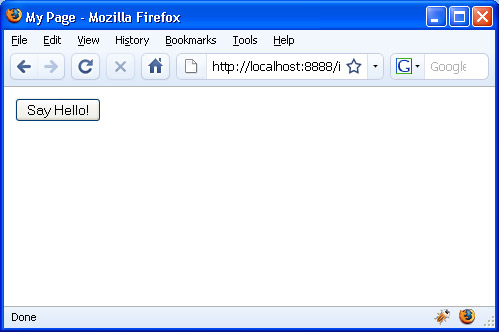 My Page - Mozilla Firefox
File Edit View History Bookmarks Tools Help
http://localhost:8888/i G Google
Say Hello!
Done